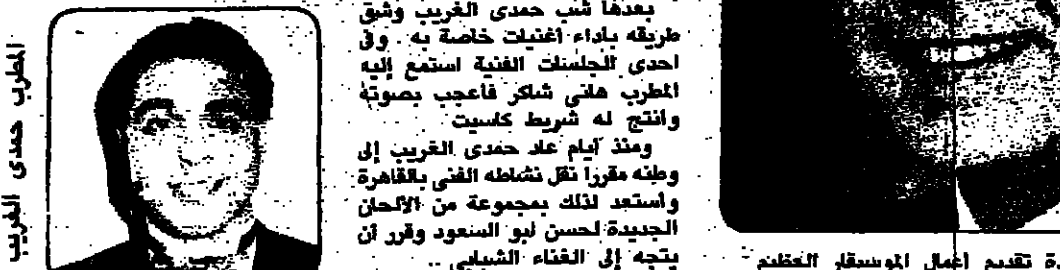 بعدها شب حمدى الغريب وشق
طريقه بأداء أغنيات خاصة به . وفى
احدى الجلسات الفنية استمع إليه
المطرب هانى شاكر فأعجب بصوته
وانتج له شريط كاسيت
ومنذ أيام عاد حمدى الغريب إلى
وطنه مقررا نقل نشاطه الفنى بالقاهرة
واستعد لذلك بمجموعة من الألحان
الجديدة لحسن أبو السعود وقرر أن
يتجه إلى الغناء الشبابى ..
المطرب حمدى الغريب
تقديم أعمال الموسيقار العظيم